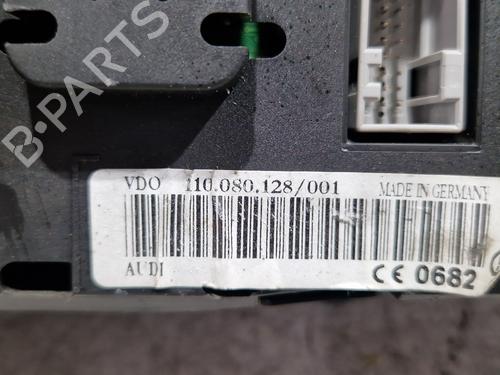 B-PARTS
VDO 110.080.128/001 MADE IN GERMANY
AUDI CE 0682